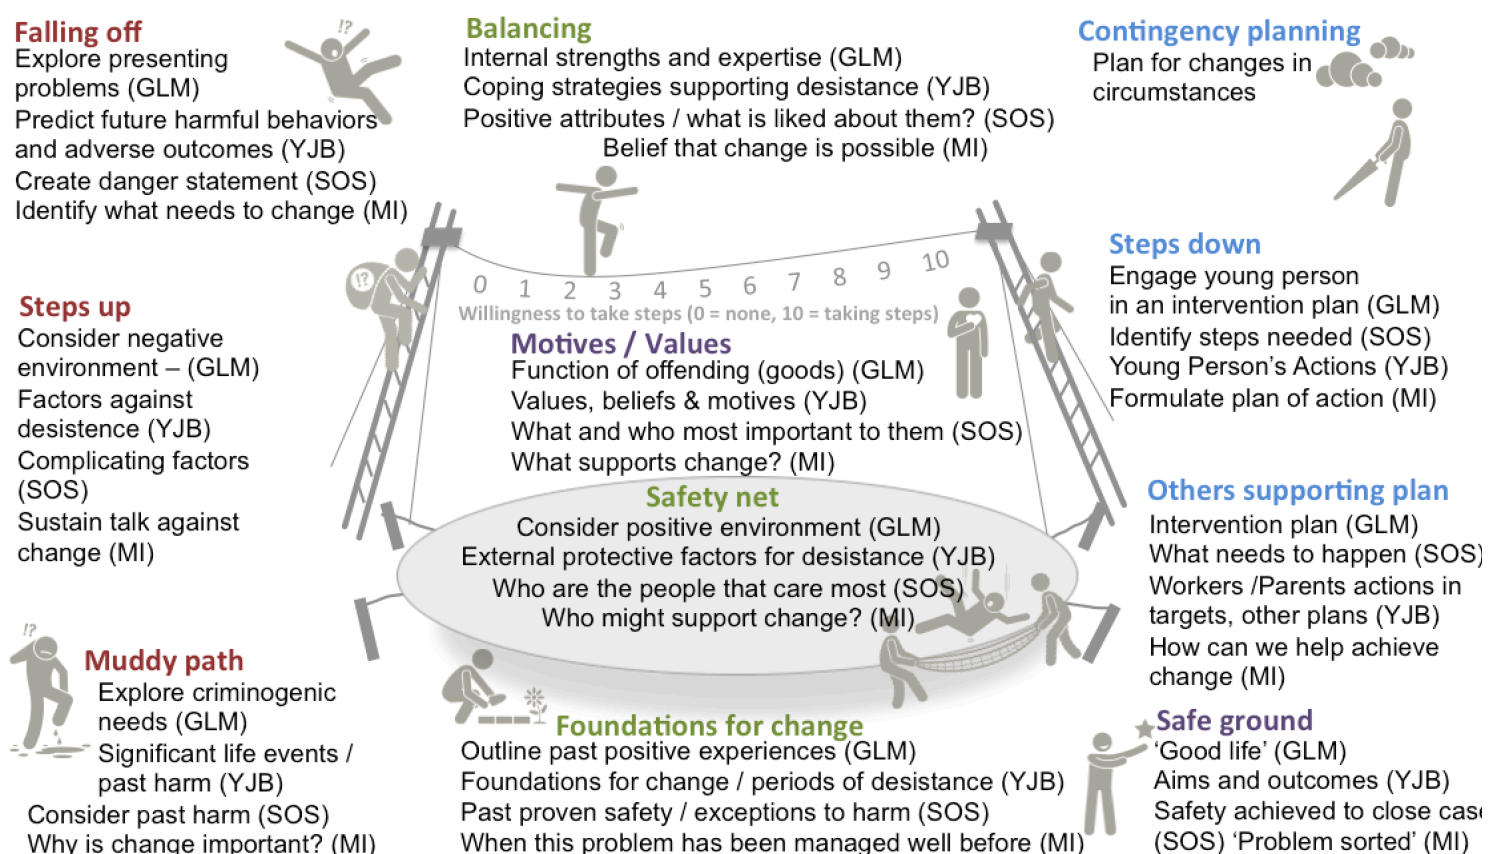 Falling off
Explore presenting
problems (GLM)
Predict future harmful behaviors
and adverse outcomes (YJB)
Create danger statement (SOS)
Identify what needs to change (MI)
!?
Balancing
Internal strengths and expertise (GLM)
Coping strategies supporting desistance (YJB)
Positive attributes / what is liked about them? (SOS)
Belief that change is possible (MI)
Contingency planning
Plan for changes in
circumstances
!?
Steps up
Consider negative
environment – (GLM)
Factors against
desistence (YJB)
Complicating factors
(SOS)
Sustain talk against
change (MI)
0 1 2 3 4 5 6 7 8 9 10
Willingness to take steps (0 = none, 10 = taking steps)
Motives / Values
Function of offending (goods) (GLM)
Values, beliefs & motives (YJB)
What and who most important to them (SOS)
What supports change? (MI)
Steps down
Engage young person
in an intervention plan (GLM)
Identify steps needed (SOS)
Young Person's Actions (YJB)
Formulate plan of action (MI)
Safety net
Consider positive environment (GLM)
External protective factors for desistance (YJB)
Who are the people that care most (SOS)
Who might support change? (MI)
Others supporting plan
Intervention plan (GLM)
What needs to happen (SOS)
Workers /Parents actions in
targets, other plans (YJB)
How can we help achieve
change (MI)
!?
Muddy path
Explore criminogenic
needs (GLM)
Significant life events /
past harm (YJB)
Consider past harm (SOS)
Why is change important? (MI)
Foundations for change
Outline past positive experiences (GLM)
Foundations for change / periods of desistance (YJB)
Past proven safety / exceptions to harm (SOS)
When this problem has been managed well before (MI)
Safe ground
'Good life' (GLM)
Aims and outcomes (YJB)
Safety achieved to close case
(SOS) 'Problem sorted' (MI)